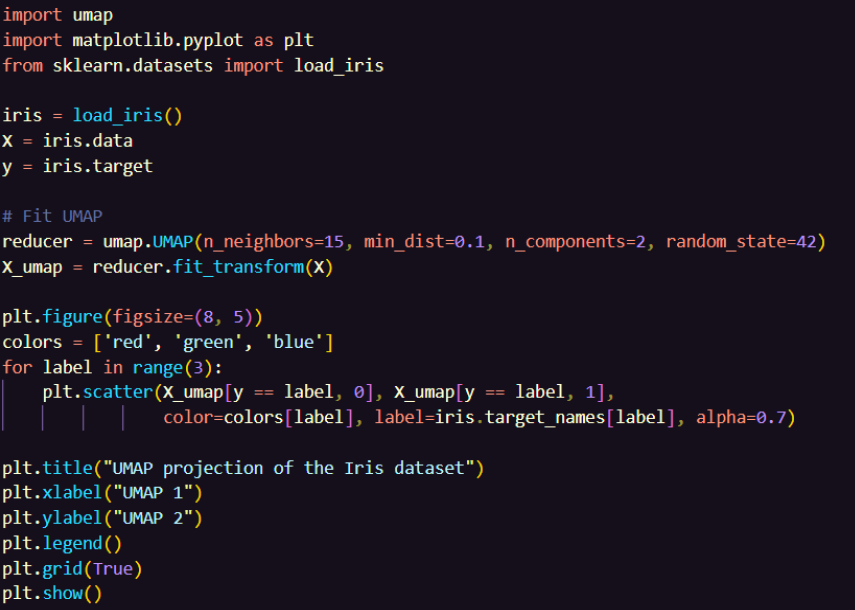 import umap
import matplotlib.pyplot as plt
from sklearn.datasets import load_iris
iris = load_iris()
X = iris.data
y = iris.target
# Fit UMAP
reducer = umap.UMAP(n_neighbors=15, min_dist=0.1, n_components=2, random_state=42)
X_umap = reducer.fit_transform(X)
plt.figure(figsize=(8, 5))
colors = ['red', 'green', 'blue']
for label in range(3):
    plt.scatter(X_umap[y == label, 0], X_umap[y == label, 1],
                color=colors[label], label=iris.target_names[label], alpha=0.7)
plt.title("UMAP projection of the Iris dataset")
plt.xlabel("UMAP 1")
plt.ylabel("UMAP 2")
plt.legend()
plt.grid(True)
plt.show()